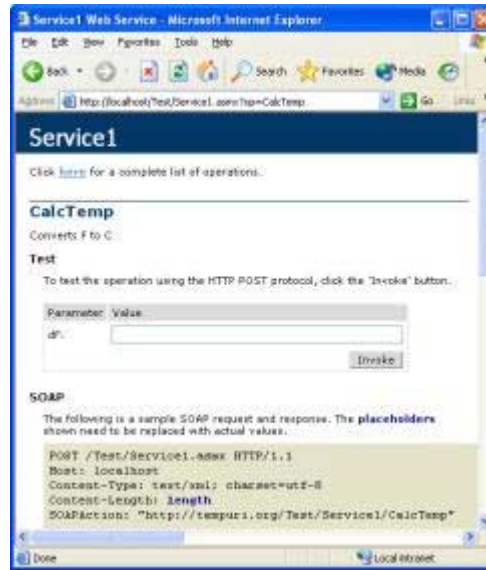 Service1 Web Service - Microsoft Internet Explorer
File Edit View Favorites Tools Help
Back Search Favorites Media
Address http://localhost/Test/Service1.asmx?op=CalcTemp Go Links
Service1
Click here for a complete list of operations.
CalcTemp
Converts F to C
Test
To test the operation using the HTTP POST protocol, click the 'Invoke' button.
Parameter Value
dF:
Invoke
SOAP
The following is a sample SOAP request and response. The placeholders
shown need to be replaced with actual values.
POST /Test/Service1.asmx HTTP/1.1
Host: localhost
Content-Type: text/xml; charset=utf-8
Content-Length: length
SOAPAction: "http://tempuri.org/Test/Service1/CalcTemp"
Done Local intranet